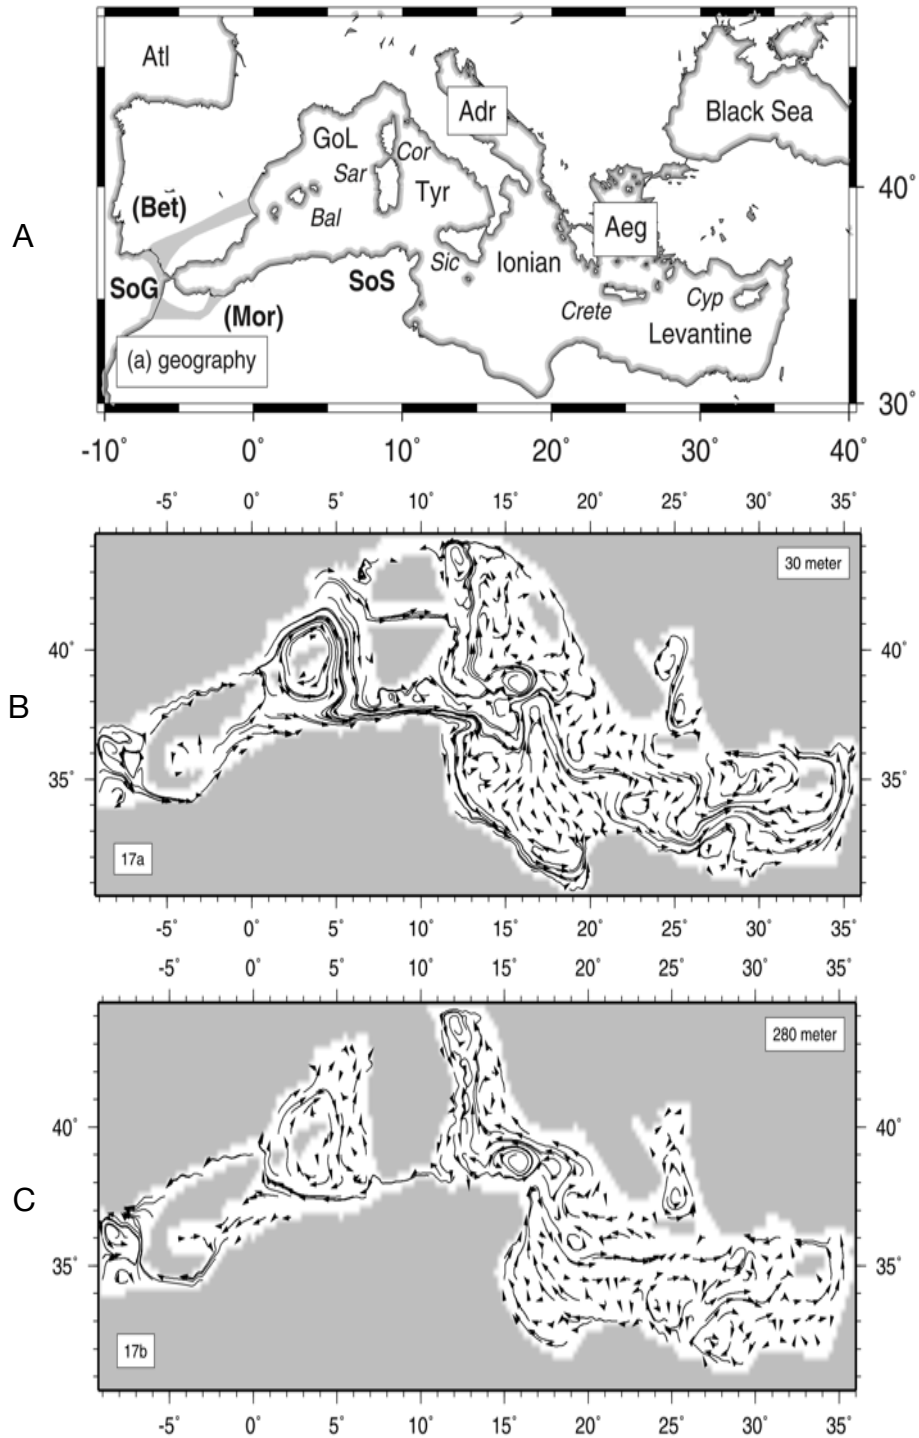 A
Atl
Adr
Black Sea
GoL
Cor
Sar
Tyr
40˚
(Bet)
Bal
Aeg
Sic
Ionian
SoG
SoS
Crete
Cyp
(Mor)
Levantine
(a) geography
30˚
-10˚ 0˚ 10˚ 20˚ 30˚ 40˚
-5˚ 0˚ 5˚ 10˚ 15˚ 20˚ 25˚ 30˚ 35˚
30 meter
40˚ 40˚
B
35˚ 35˚
17a
-5˚ 0˚ 5˚ 10˚ 15˚ 20˚ 25˚ 30˚ 35˚
-5˚ 0˚ 5˚ 10˚ 15˚ 20˚ 25˚ 30˚ 35˚
280 meter
40˚ 40˚
C
35˚ 35˚
17b
-5˚ 0˚ 5˚ 10˚ 15˚ 20˚ 25˚ 30˚ 35˚